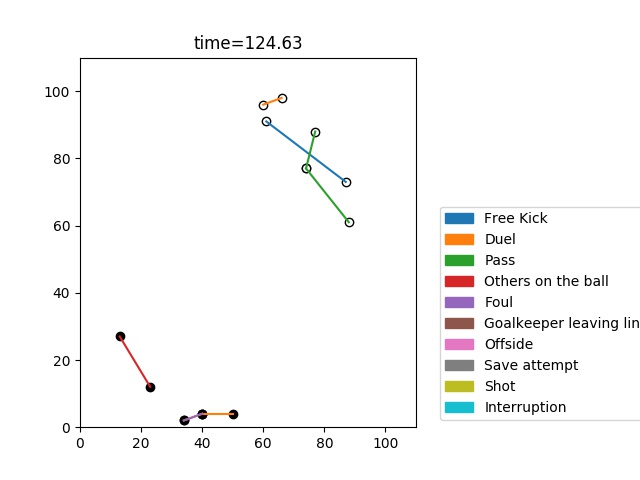 time=124.63
100
80
60
40
20
0
0 20 40 60 80 100
Free Kick
Duel
Pass
Others on the ball
Foul
Goalkeeper leaving lin
Offside
Save attempt
Shot
Interruption